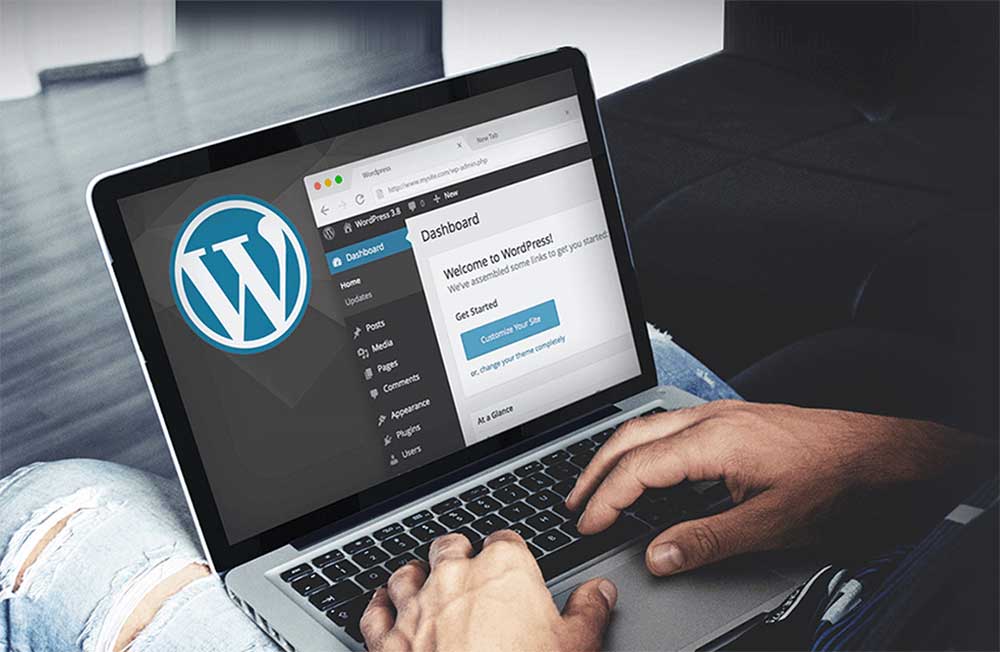 Wordpress
New Tab
http://www.mysite.com/wp-admin.php
WordPress 3.8
0
New
Dashboard
Home
Updates
Posts
Media
Pages
Comments
Appearance
Plugins
Users
Dashboard
Welcome to WordPress!
We've assembled some links to get you started:
Get Started
Customize Your Site
or, change your theme completely
At a Glance
W